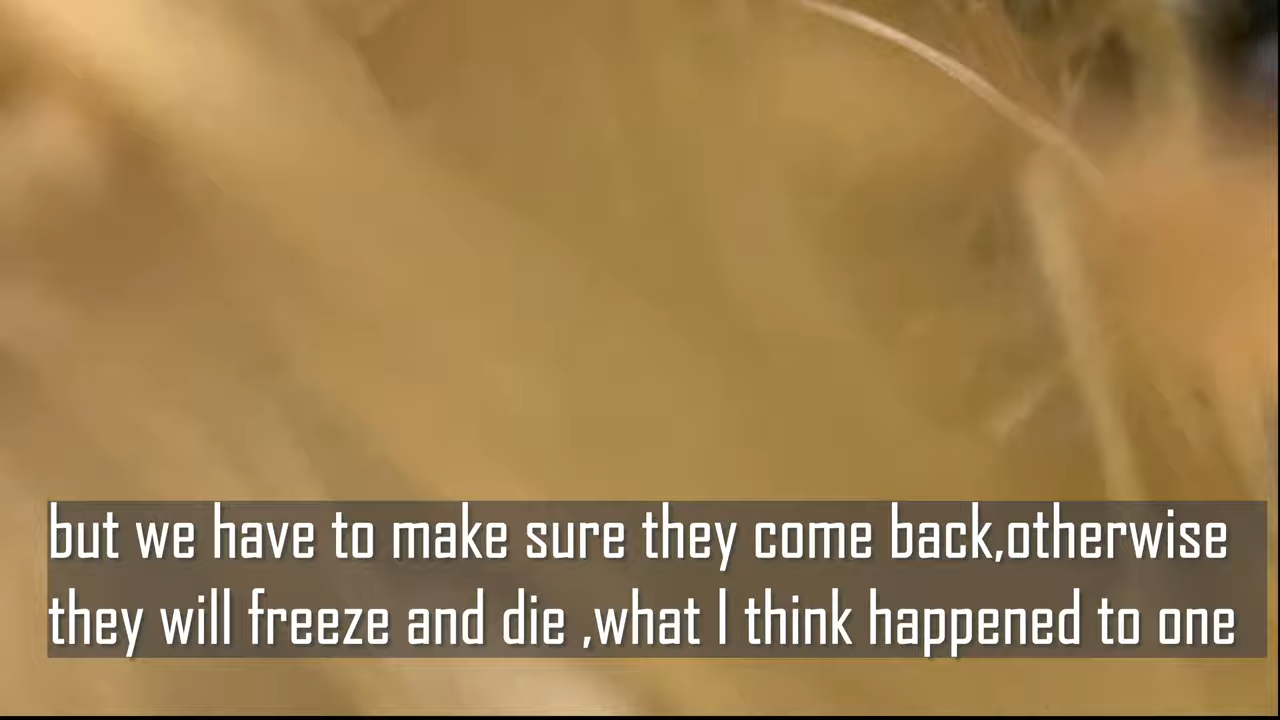 but we have to make sure they come back,otherwise
they will freeze and die ,what I think happened to one